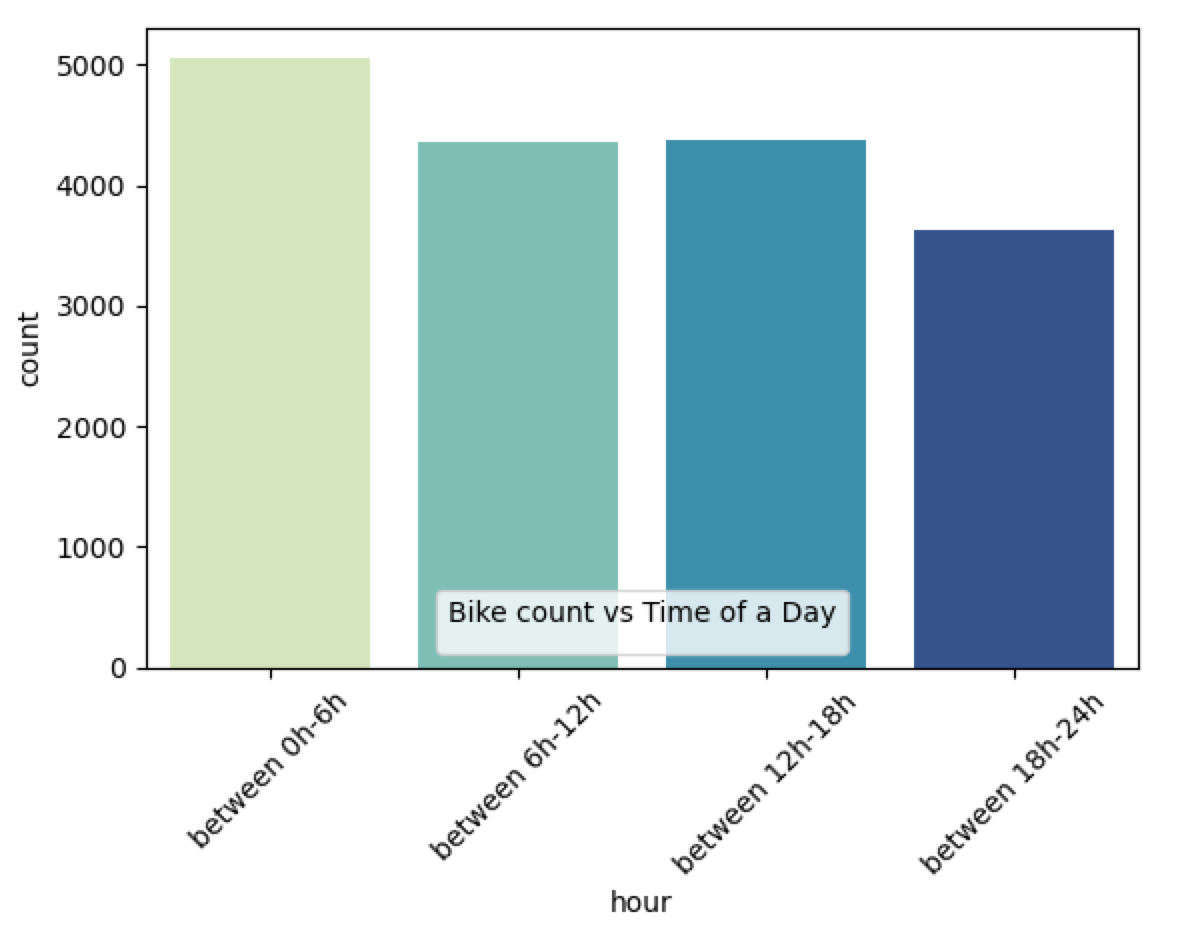 5000
4000
3000
2000
1000
0
count
Bike count vs Time of a Day
between 0h-6h
between 6h-12h
between 12h-18h
between 18h-24h
hour